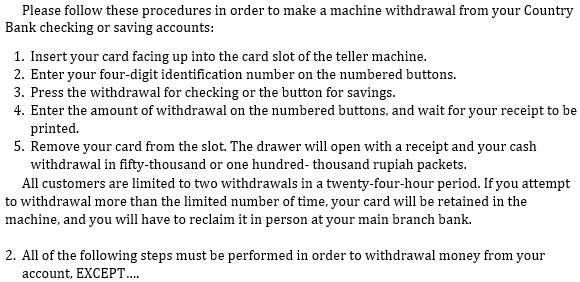 Please follow these procedures in order to make a machine withdrawal from your Country
Bank checking or saving accounts:
1. Insert your card facing up into the card slot of the teller machine.
2. Enter your four-digit identification number on the numbered buttons.
3. Press the withdrawal for checking or the button for savings.
4. Enter the amount of withdrawal on the numbered buttons, and wait for your receipt to be
printed.
5. Remove your card from the slot. The drawer will open with a receipt and your cash
withdrawal in fifty-thousand or one hundred- thousand rupiah packets.
All customers are limited to two withdrawals in a twenty-four-hour period. If you attempt
to withdrawal more than the limited number of time, your card will be retained in the
machine, and you will have to reclaim it in person at your main branch bank.
2. All of the following steps must be performed in order to withdrawal money from your
account, EXCEPT....